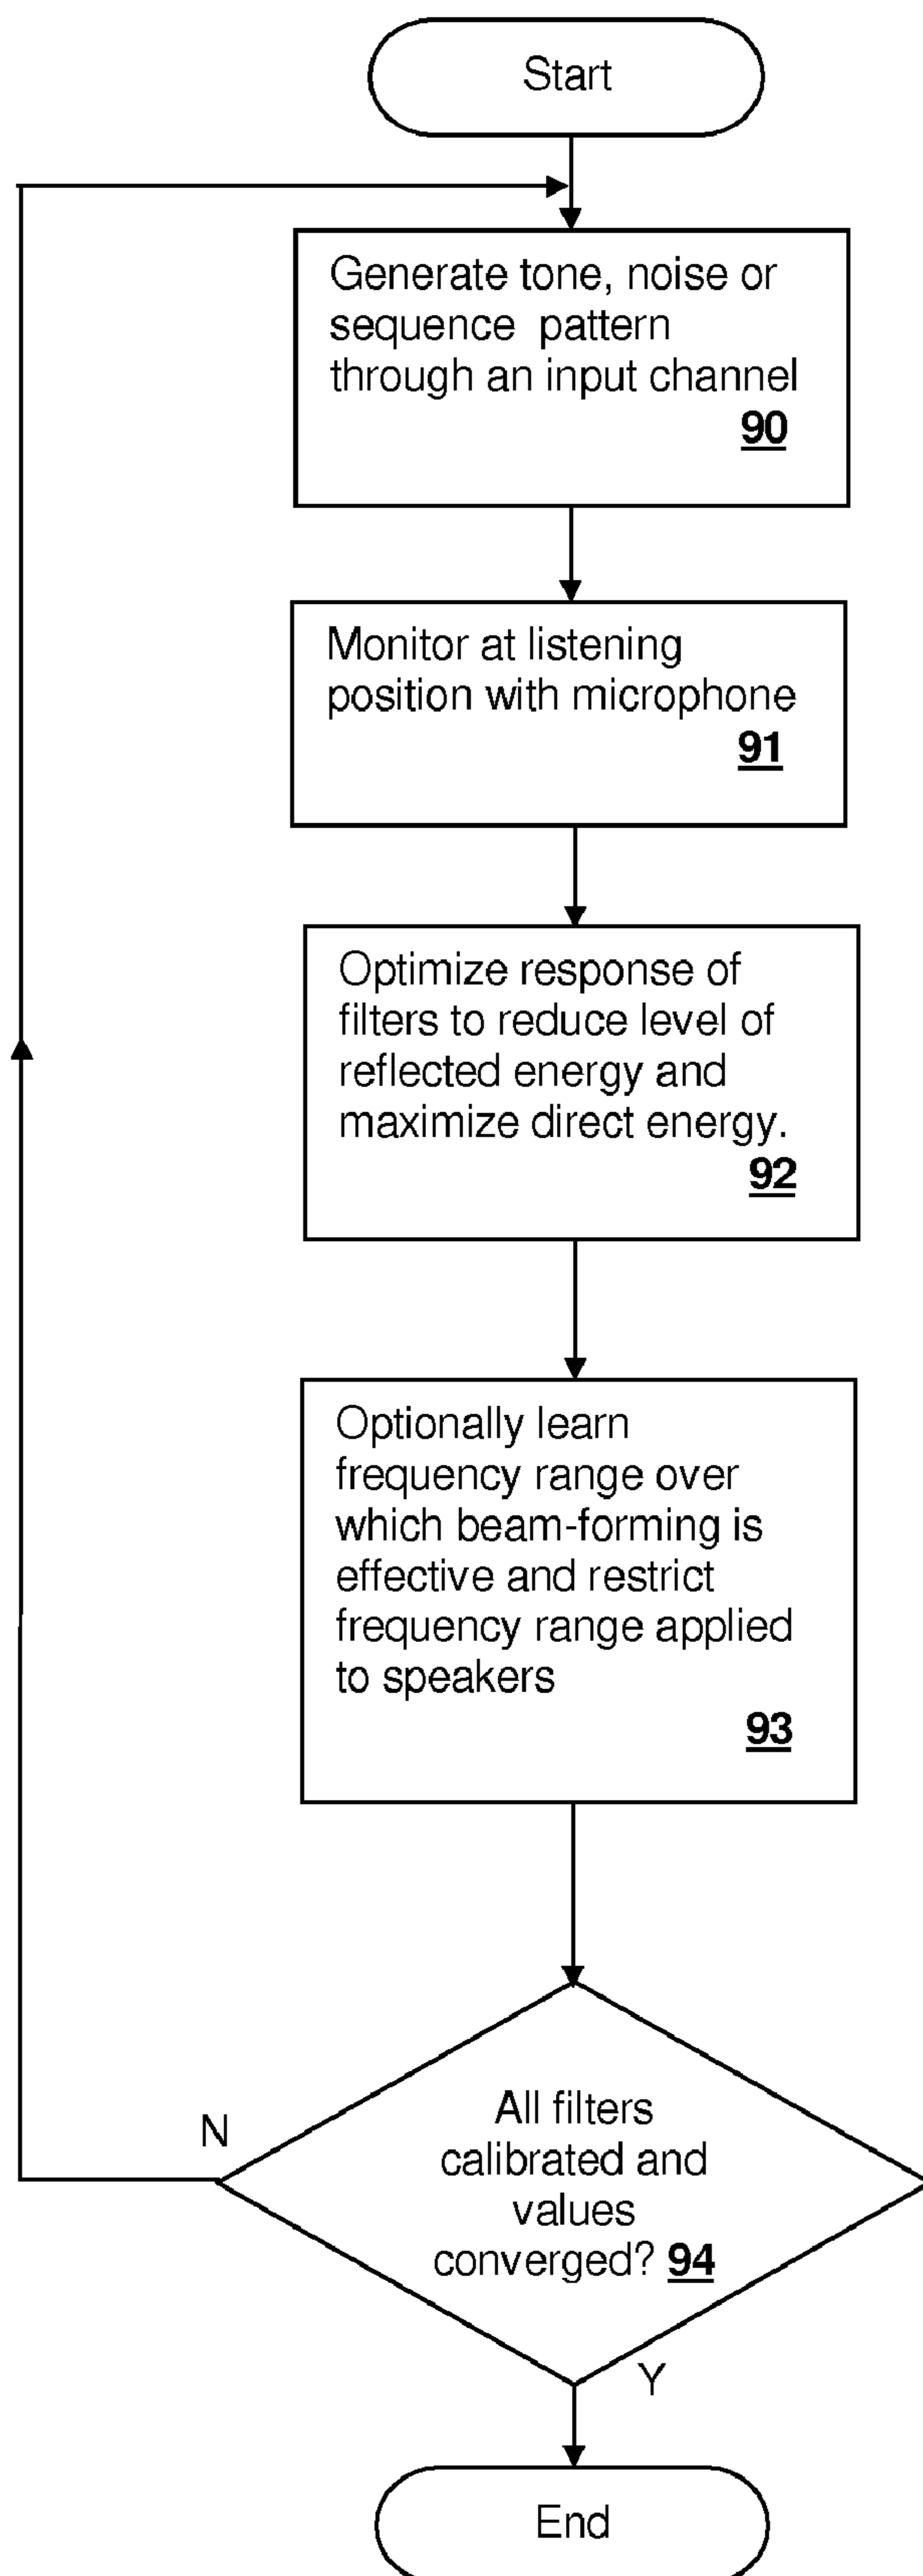 Start
Generate tone, noise or
sequence pattern
through an input channel
90
Monitor at listening
position with microphone
91
Optimize response of
filters to reduce level of
reflected energy and
maximize direct energy.
92
Optionally learn
frequency range over
which beam-forming is
effective and restrict
frequency range applied
to speakers
93
All filters
calibrated and
values
converged? 94
N
Y
End